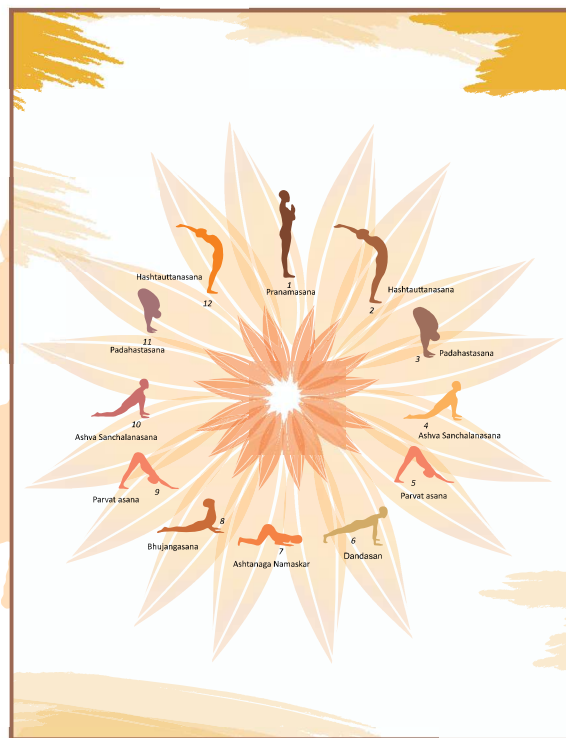 1
Pranamasana
2
Hashtauttanasana
3
Padahastasana
4
Ashva Sanchalanasana
5
Parvat asana
6
Dandasan
7
Ashtanaga Namaskar
8
Bhujangasana
9
Parvat asana
10
Ashva Sanchalanasana
11
Padahastasana
12
Hashtauttanasana